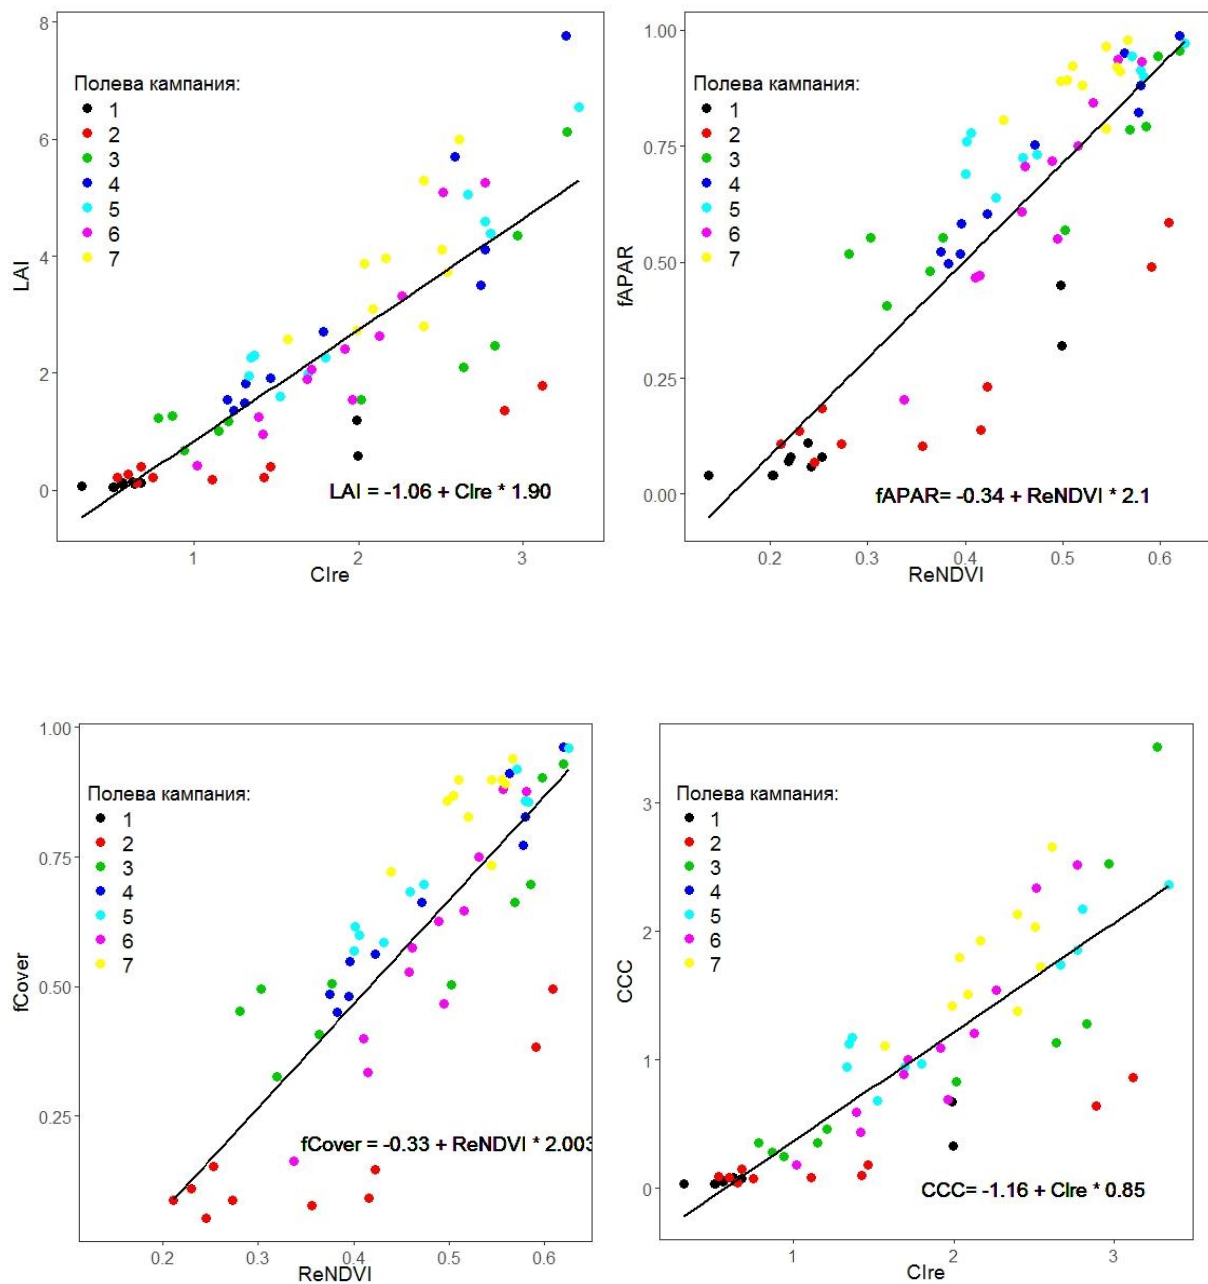 8
6
4
2
0
LAI
Полева кампания:
1
2
3
4
5
6
7
LAI = -1.06 + CIre * 1.90
1 2 3
CIre
1.00
0.75
0.50
0.25
0.00
fAPAR
Полева кампания:
1
2
3
4
5
6
7
fAPAR= -0.34 + ReNDVI * 2.1
0.2 0.3 0.4 0.5 0.6
ReNDVI
1.00
0.75
0.50
0.25
fCover
Полева кампания:
1
2
3
4
5
6
7
fCover = -0.33 + ReNDVI * 2.003
0.2 0.3 0.4 0.5 0.6
ReNDVI
3
2
1
0
CCC
Полева кампания:
1
2
3
4
5
6
7
CCC= -1.16 + CIre * 0.85
1 2 3
CIre